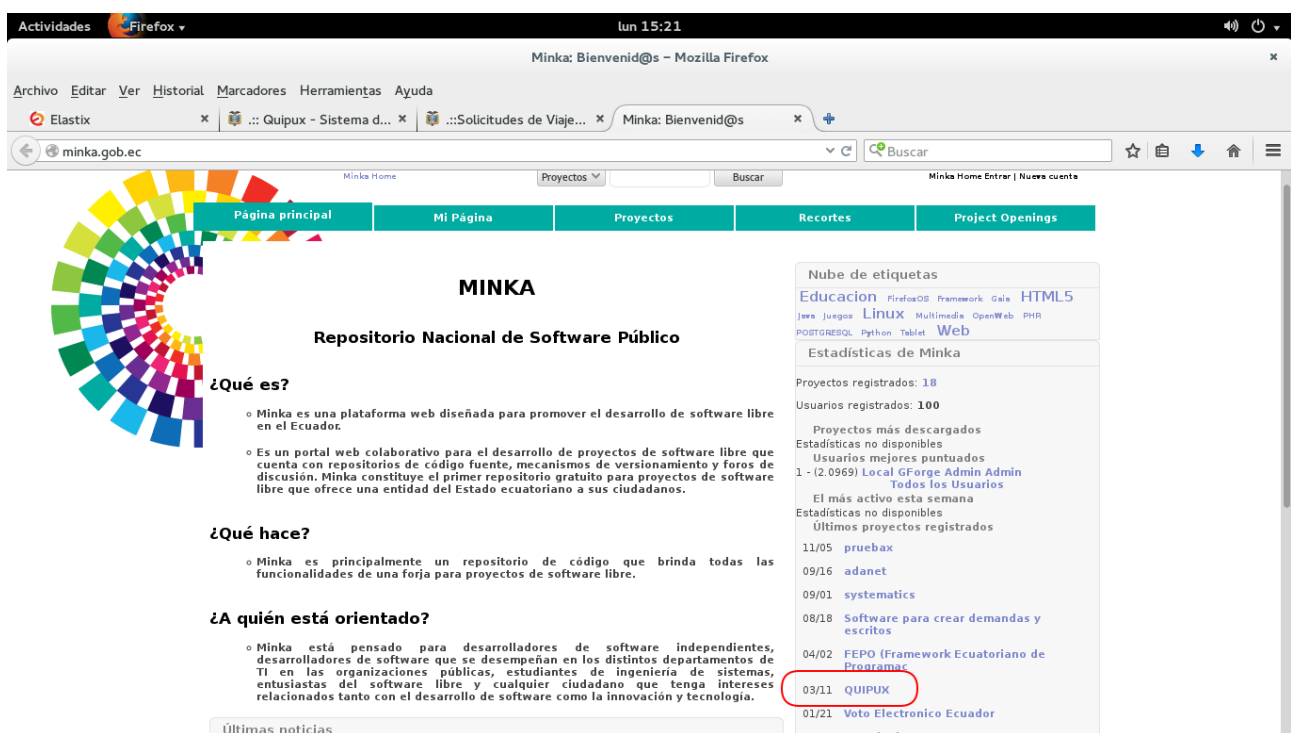 Actividades Firefox lun 15:21
Minka: Bienvenid@s – Mozilla Firefox
Archivo Editar Ver Historial Marcadores Herramientas Ayuda
Elastix .:: Quipux - Sistema d... .::Solicitudes de Viaje... Minka: Bienvenid@s
minka.gob.ec Buscar
Minka Home Proyectos Buscar Minka Home Entrar | Nueva cuenta
Página principal Mi Página Proyectos Recortes Project Openings
MINKA
Repositorio Nacional de Software Público
¿Qué es?
Minka es una plataforma web diseñada para promover el desarrollo de software libre
en el Ecuador.
Es un portal web colaborativo para el desarrollo de proyectos de software libre que
cuenta con repositorios de código fuente, mecanismos de versionamiento y foros de
discusión. Minka constituye el primer repositorio gratuito para proyectos de software
libre que ofrece una entidad del Estado ecuatoriano a sus ciudadanos.
¿Qué hace?
Minka es principalmente un repositorio de código que brinda todas las
funcionalidades de una forja para proyectos de software libre.
¿A quién está orientado?
Minka está pensado para desarrolladores de software independientes,
desarrolladores de software que se desempeñan en los distintos departamentos de
TI en las organizaciones públicas, estudiantes de ingeniería de sistemas,
entusiastas del software libre y cualquier ciudadano que tenga intereses
relacionados tanto con el desarrollo de software como la innovación y tecnología.
Últimas noticias
Nube de etiquetas
Educacion FirefoxOS Framework Gaia HTML5
Java Juegos Linux Multimedia OpenWeb PHR
POSTGRESQL Python Tablet Web
Estadísticas de Minka
Proyectos registrados: 18
Usuarios registrados: 100
Proyectos más descargados
Estadísticas no disponibles
Usuarios mejores puntuados
1 - (2.0969) Local GForge Admin Admin
Todos los Usuarios
El más activo esta semana
Estadísticas no disponibles
Últimos proyectos registrados
11/05 pruebax
09/16 adanet
09/01 systematics
08/18 Software para crear demandas y
escritos
04/02 FEPO (Framework Ecuatoriano de
Programac
03/11 QUIPUX
01/21 Voto Electronico Ecuador